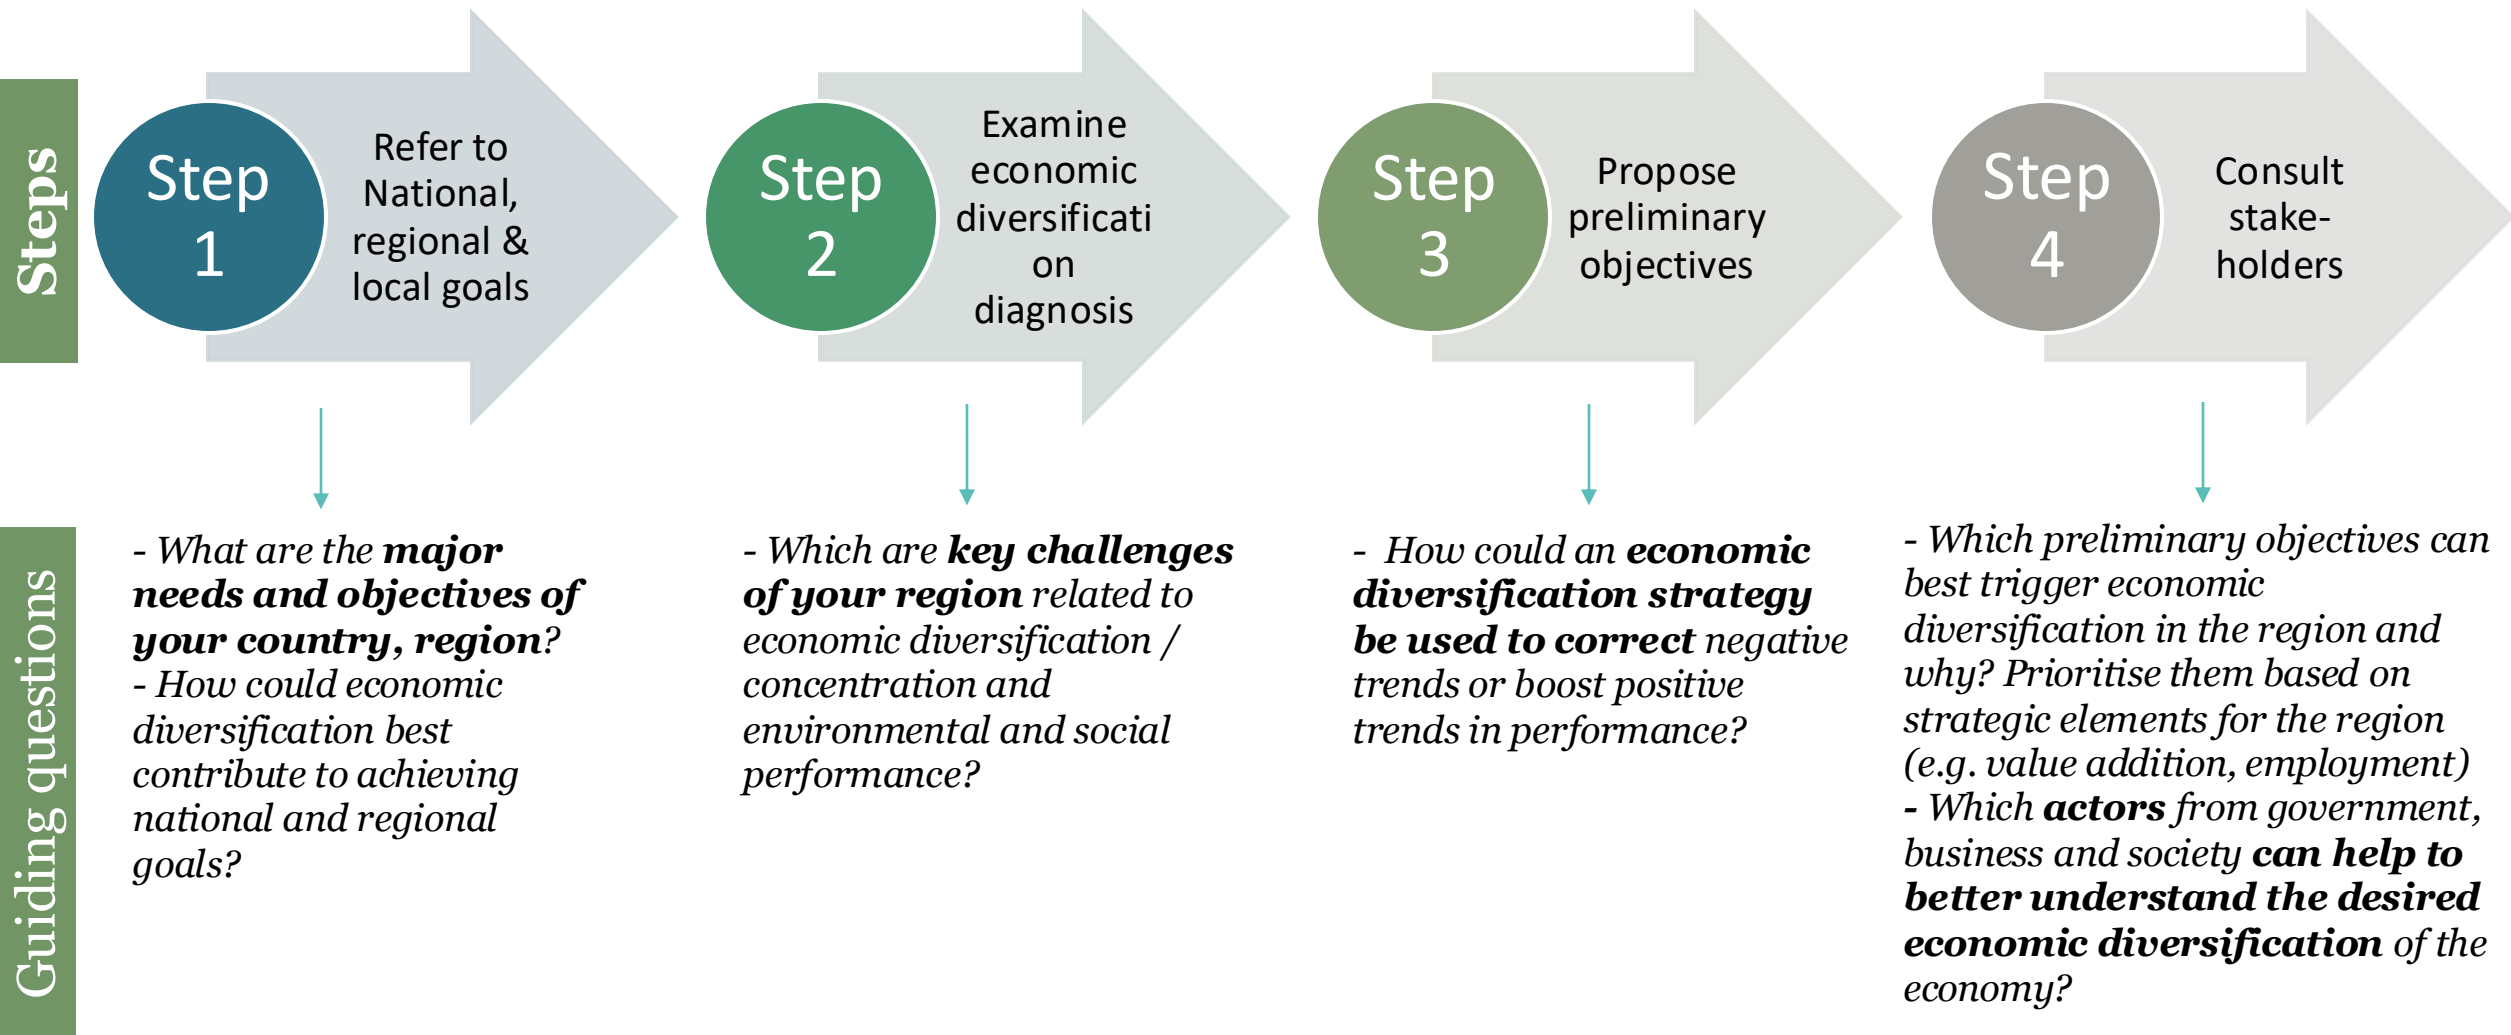 Steps
Step
1
Refer to
National,
regional &
local goals
Step
2
Examine
economic
diversificati
on
diagnosis
Step
3
Propose
preliminary
objectives
Step
4
Consult
stake-
holders
Guiding questions
- What are the major
needs and objectives of
your country, region?
- How could economic
diversification best
contribute to achieving
national and regional
goals?
- Which are key challenges
of your region related to
economic diversification /
concentration and
environmental and social
performance?
- How could an economic
diversification strategy
be used to correct negative
trends or boost positive
trends in performance?
- Which preliminary objectives can
best trigger economic
diversification in the region and
why? Prioritise them based on
strategic elements for the region
(e.g. value addition, employment)
- Which actors from government,
business and society can help to
better understand the desired
economic diversification of the
economy?